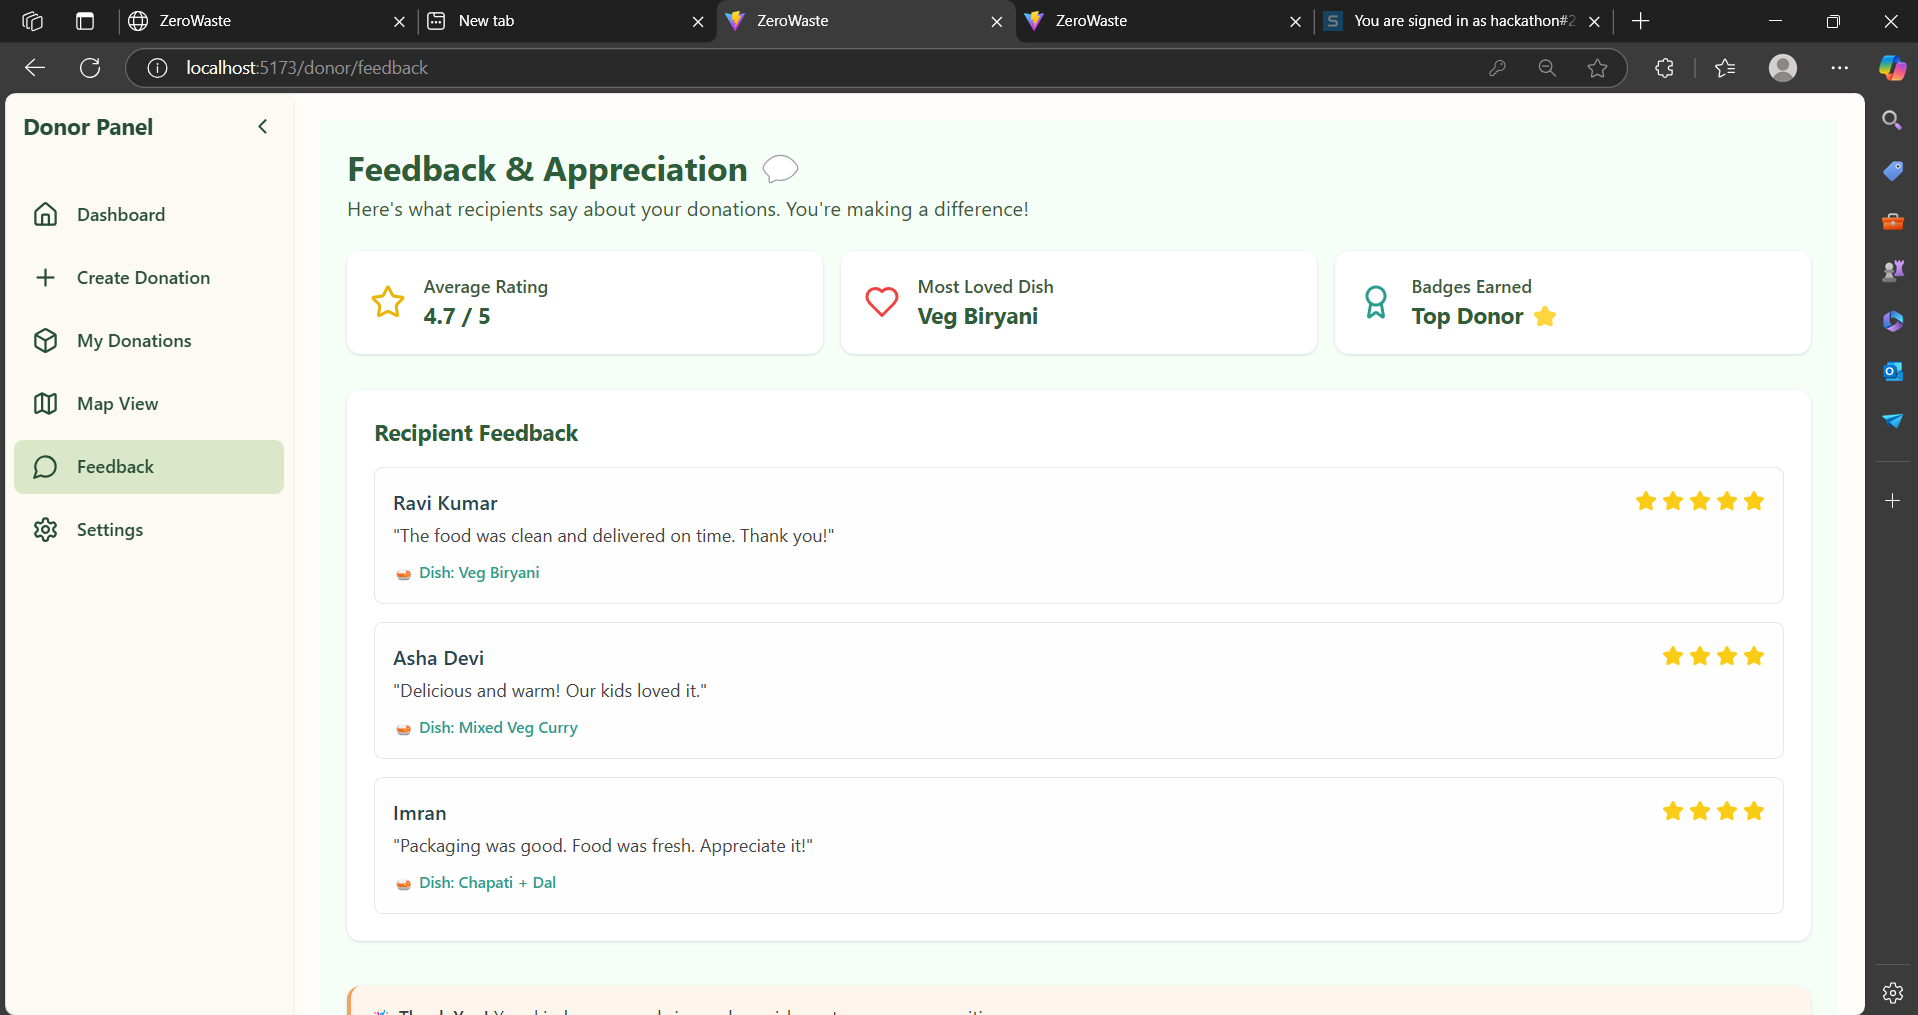 ZeroWaste
New tab
ZeroWaste
ZeroWaste
You are signed in as hackathon#2
localhost:5173/donor/feedback
Donor Panel
Dashboard
Create Donation
My Donations
Map View
Feedback
Settings
Feedback & Appreciation
Here's what recipients say about your donations. You're making a difference!
Average Rating
4.7 / 5
Most Loved Dish
Veg Biryani
Badges Earned
Top Donor
Recipient Feedback
Ravi Kumar
"The food was clean and delivered on time. Thank you!"
Dish: Veg Biryani
Asha Devi
"Delicious and warm! Our kids loved it."
Dish: Mixed Veg Curry
Imran
"Packaging was good. Food was fresh. Appreciate it!"
Dish: Chapati + Dal